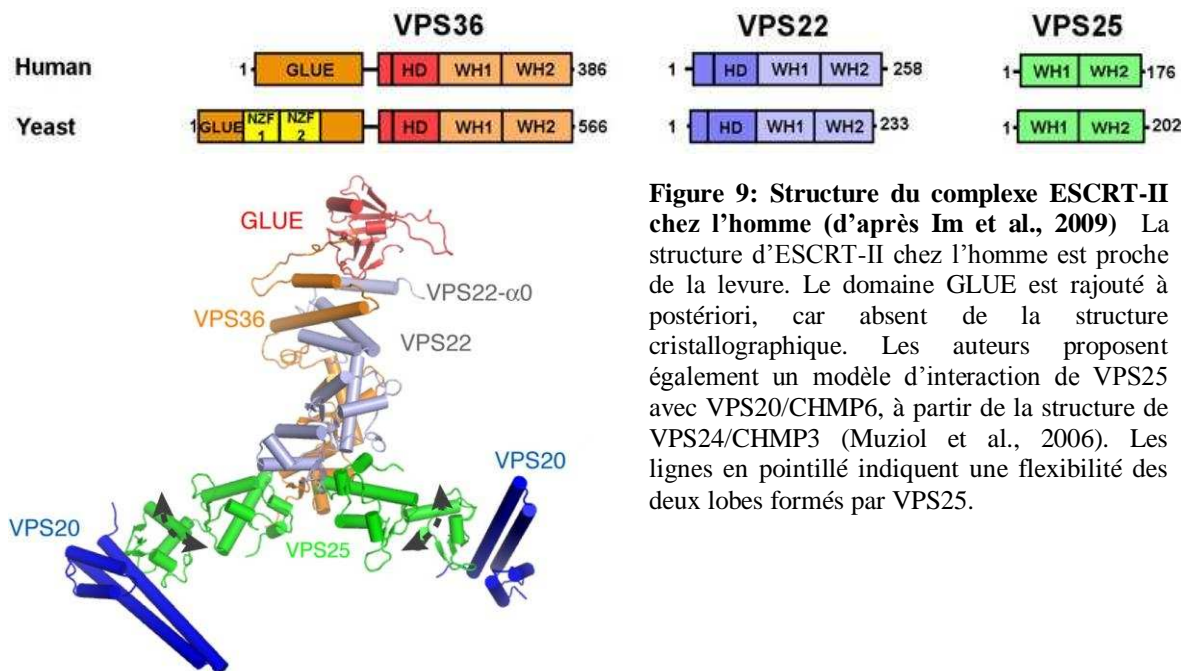 VPS36 VPS22 VPS25
Human 1 GLUE HD WH1 WH2 386 1 HD WH1 WH2 258 1 WH1 WH2 176
Yeast 1 GLUE NZF 1 NZF 2 HD WH1 WH2 566 1 HD WH1 WH2 233 1 WH1 WH2 202
GLUE
VPS22-α0
VPS36
VPS22
VPS20
VPS20
VPS25
Figure 9: Structure du complexe ESCRT-II
chez l’homme (d’après Im et al., 2009) La
structure d’ESCRT-II chez l’homme est proche
de la levure. Le domaine GLUE est rajouté à
postériori, car absent de la structure
cristallographique. Les auteurs proposent
également un modèle d’interaction de VPS25
avec VPS20/CHMP6, à partir de la structure de
VPS24/CHMP3 (Muziol et al., 2006). Les
lignes en pointillé indiquent une flexibilité des
deux lobes formés par VPS25.